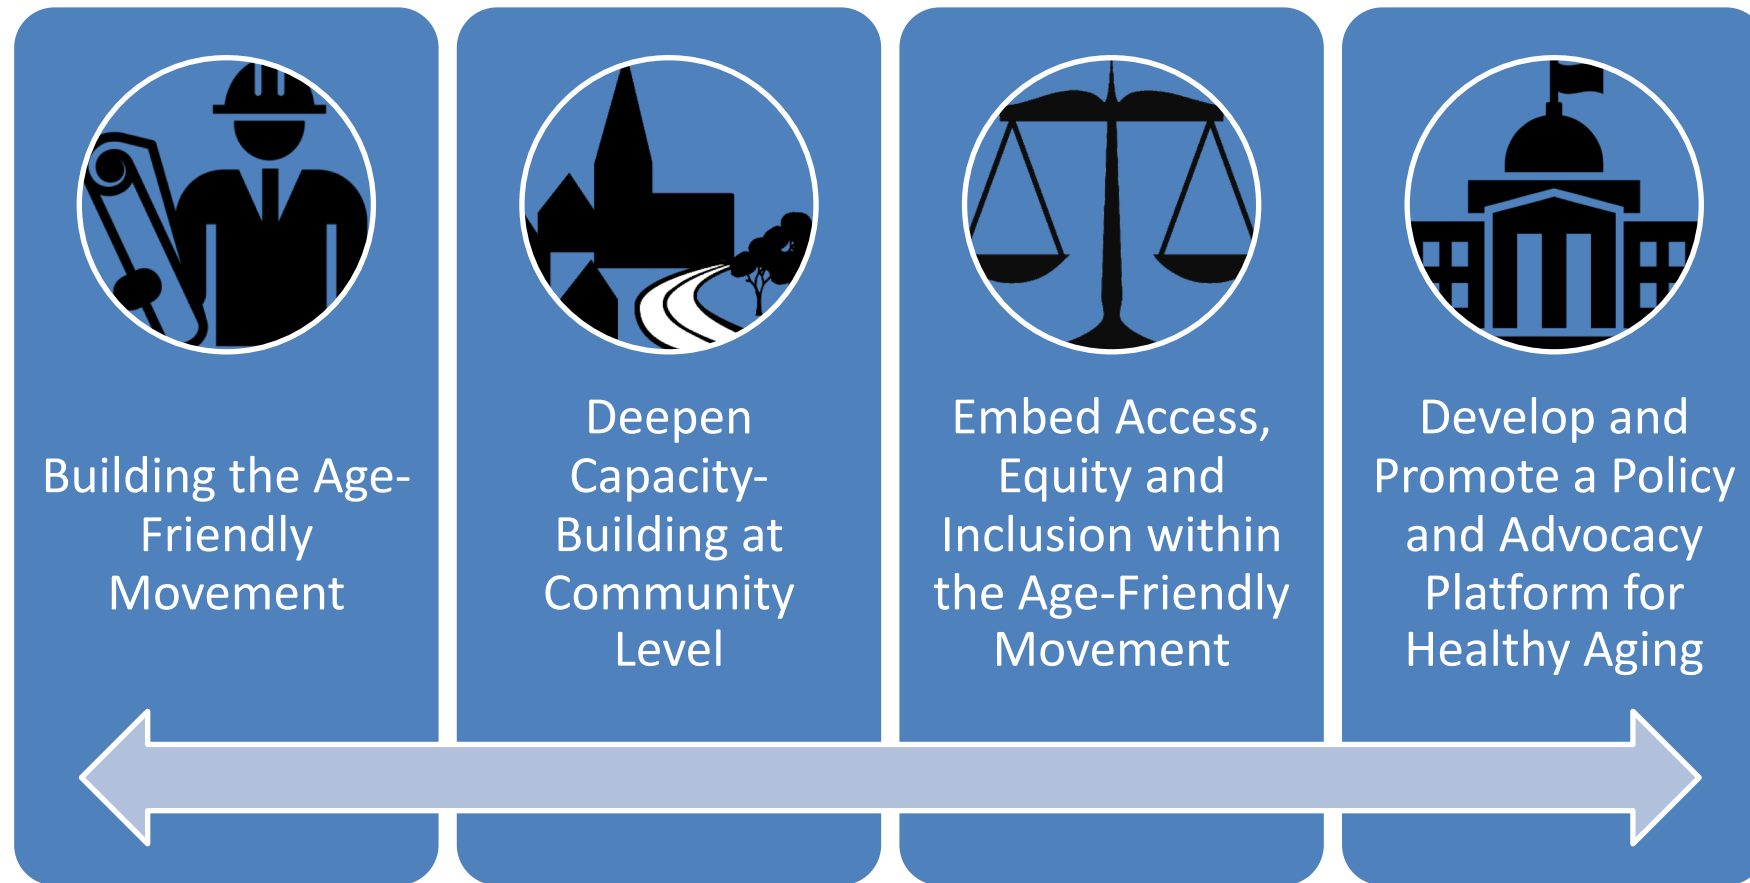 Building the Age-
Friendly
Movement
Deepen
Capacity-
Building at
Community
Level
Embed Access,
Equity and
Inclusion within
the Age-Friendly
Movement
Develop and
Promote a Policy
and Advocacy
Platform for
Healthy Aging